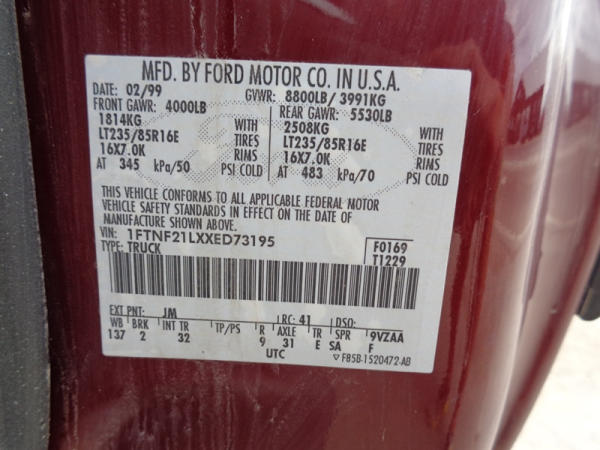 MFD. BY FORD MOTOR CO. IN U.S.A.
DATE: 02/99 GVWR: 8800LB/ 3991KG
FRONT GAWR: 4000LB REAR GAWR: 5530LB
1814KG WITH 2508KG WITH
LT235/85R16E TIRES LT235/85R16E TIRES
16X7.0K RIMS 16X7.0K RIMS
AT 345 kPa/50 PSI COLD AT 483 kPa/70 PSI COLD
THIS VEHICLE CONFORMS TO ALL APPLICABLE FEDERAL MOTOR
VEHICLE SAFETY STANDARDS IN EFFECT ON THE DATE OF
MANUFACTURE SHOWN ABOVE.
VIN: 1FTNF21LXXED73195 F0169
TYPE: TRUCK T1229
EXT PNT: JM RC: 41 DSO:
WB BRK INT TR TP/PS R AXLE TR SPR 9VZAA
137 2 32 9 31 E SA F
UTC ▽ F85B-1520472-AB